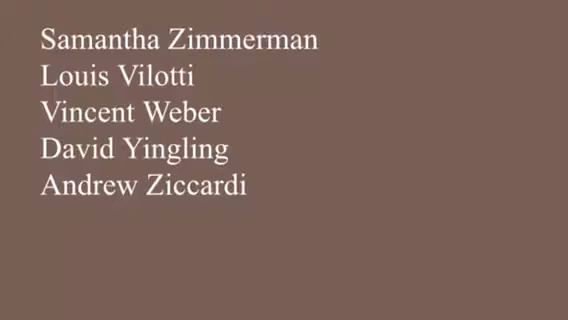 Samantha Zimmerman
Louis Vilotti
Vincent Weber
David Yingling
Andrew Ziccardi